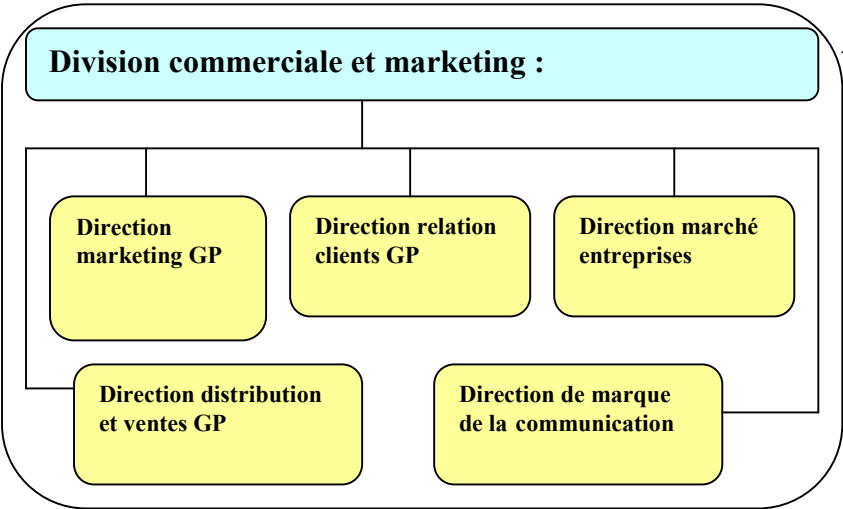 Division commerciale et marketing :
Direction
marketing GP
Direction relation
clients GP
Direction marché
entreprises
Direction distribution
et ventes GP
Direction de marque
de la communication